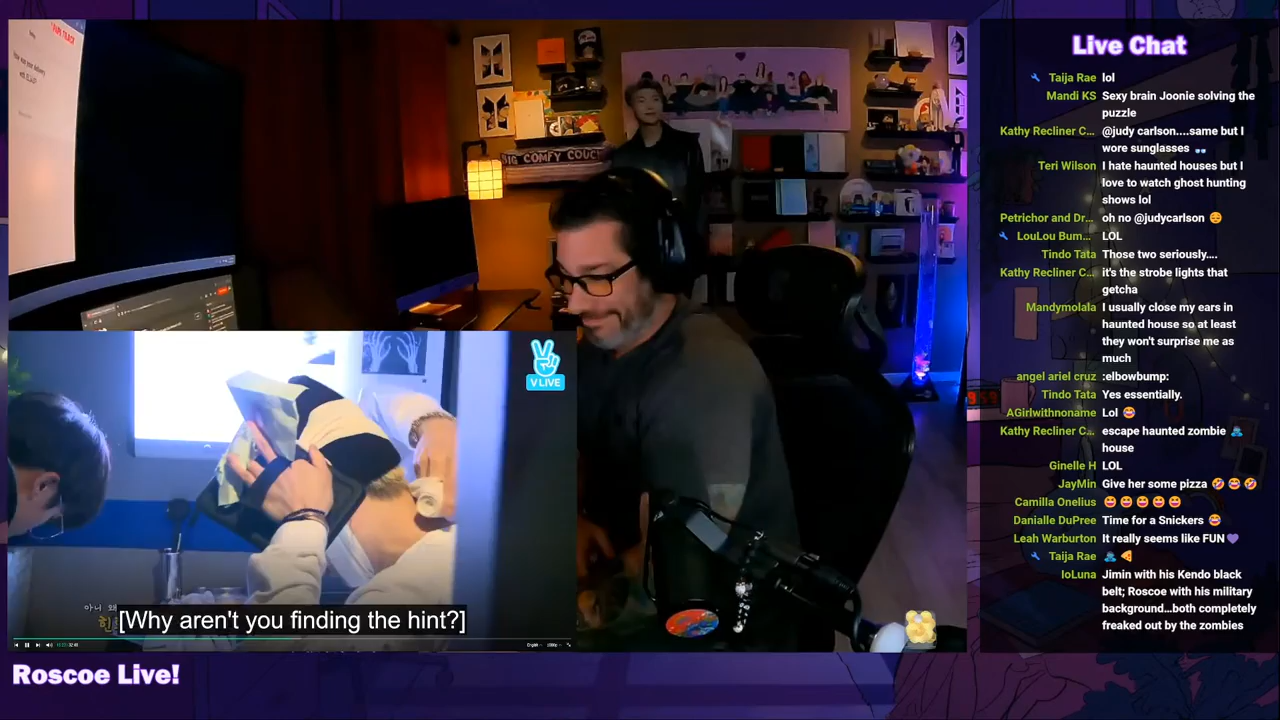 BIG COMFY COUCH
V LIVE
[Why aren't you finding the hint?]
Roscoe Live!
Live Chat
Taija Rae lol
Mandi KS Sexy brain Joonie solving the
puzzle
Kathy Recliner C... @judy carlson....same but I
wore sunglasses 🕶️
Teri Wilson I hate haunted houses but I
love to watch ghost hunting
shows lol
Petrichor and Dr... oh no @judycarlson 😔
LouLou Bum... LOL
Tindo Tata Those two seriously....
Kathy Recliner C... it's the strobe lights that
getcha
Mandymolala I usually close my ears in
haunted house so at least
they won't surprise me as
much
angel ariel cruz :elbowbump:
Tindo Tata Yes essentially.
AGirlwithnoname Lol 😂
Kathy Recliner C... escape haunted zombie 🧟
house
Ginelle H LOL
JayMin Give her some pizza 🤣😂🤣
Camilla Onelius 😄😄😄😄😄
Danialle DuPree Time for a Snickers 😂
Leah Warburton It really seems like FUN💜
Taija Rae 🧟🍕
IoLuna Jimin with his Kendo black
belt; Roscoe with his military
background...both completely
freaked out by the zombies